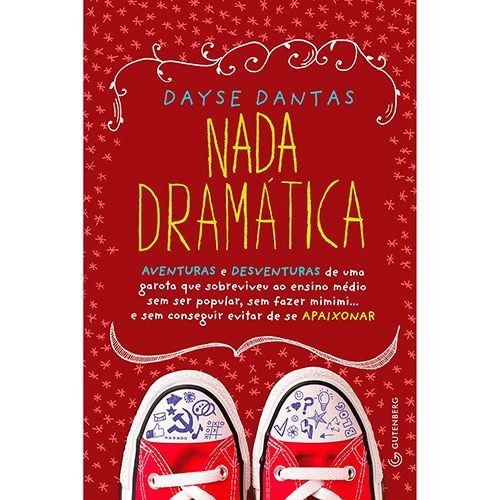 DAYSE DANTAS
NADA
DRAMÁTICA
AVENTURAS e DESVENTURAS de uma
garota que sobreviveu ao ensino médio
sem ser popular, sem fazer mimimi...
e sem conseguir evitar de se APAIXONAR
GUTENBERG